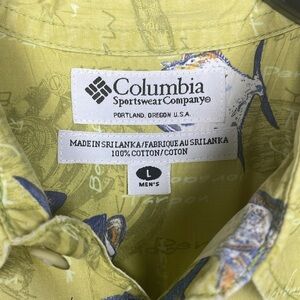 Columbia
Sportswear Company®
PORTLAND, OREGON U.S.A.
MADE IN SRI LANKA/FABRIQUE AU SRI LANKA
100% COTTON/COTON
L
MEN'S